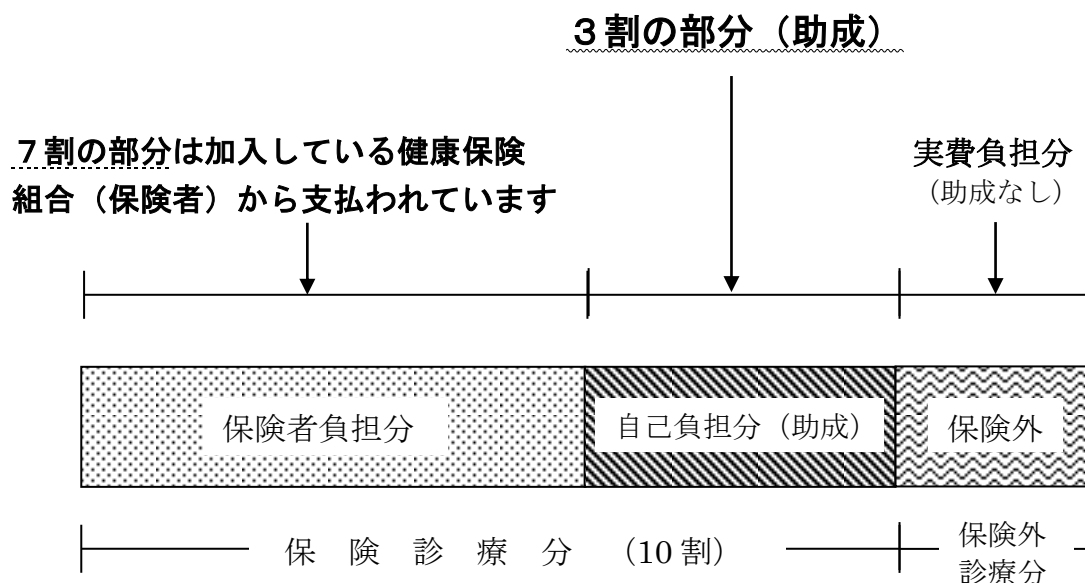 ３割の部分（助成）
７割の部分は加入している健康保険
組合（保険者）から支払われています
実費負担分
（助成なし）
保険者負担分
自己負担分（助成）
保険外
保険診療分（10割）
保険外
診療分